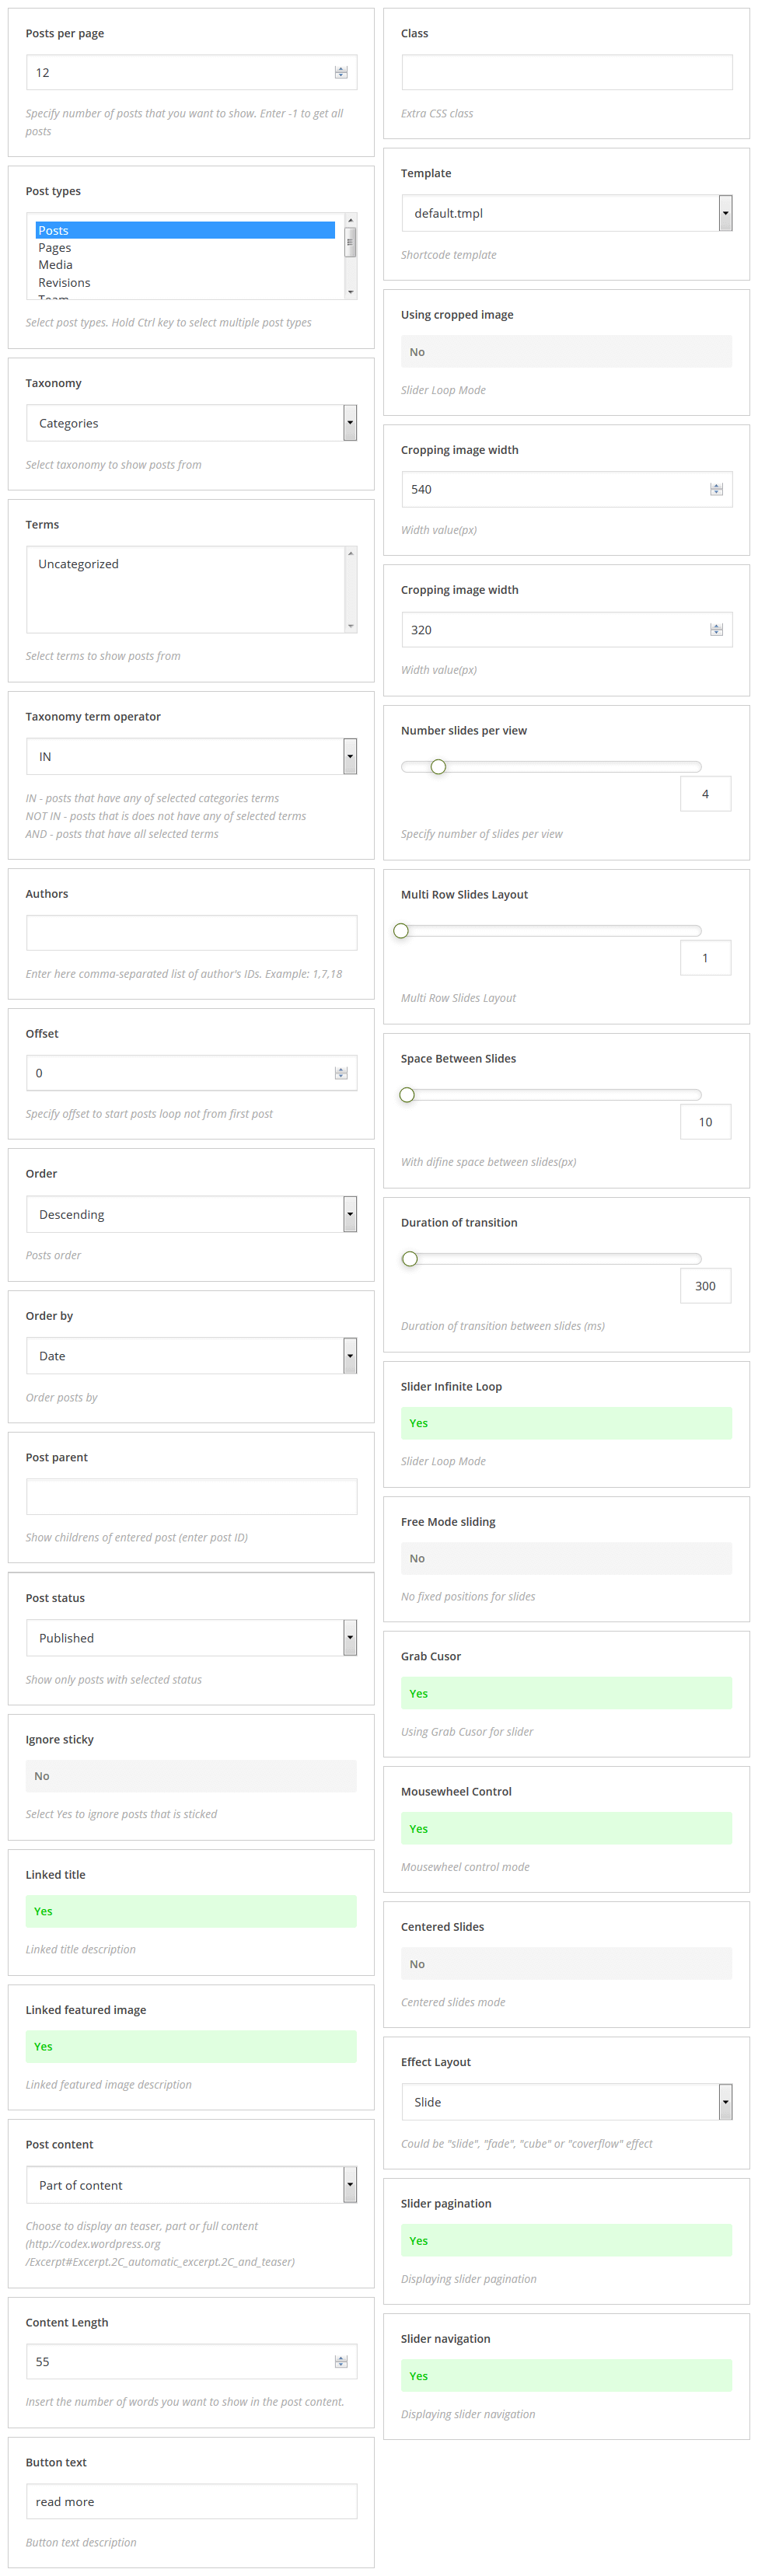 Posts per page
12
Specify number of posts that you want to show. Enter -1 to get all
posts
Post types
Posts
Pages
Media
Revisions
Team
Select post types. Hold Ctrl key to select multiple post types
Taxonomy
Categories
Select taxonomy to show posts from
Terms
Uncategorized
Select terms to show posts from
Taxonomy term operator
IN
IN - posts that have any of selected categories terms
NOT IN - posts that is does not have any of selected terms
AND - posts that have all selected terms
Authors
Enter here comma-separated list of author's IDs. Example: 1,7,18
Offset
0
Specify offset to start posts loop not from first post
Order
Descending
Posts order
Order by
Date
Order posts by
Post parent
Show childrens of entered post (enter post ID)
Post status
Published
Show only posts with selected status
Ignore sticky
No
Select Yes to ignore posts that is sticked
Linked title
Yes
Linked title description
Linked featured image
Yes
Linked featured image description
Post content
Part of content
Choose to display an teaser, part or full content
(http://codex.wordpress.org
/Excerpt#Excerpt.2C_automatic_excerpt.2C_and_teaser)
Content Length
55
Insert the number of words you want to show in the post content.
Button text
read more
Button text description
Class
Extra CSS class
Template
default.tmpl
Shortcode template
Using cropped image
No
Slider Loop Mode
Cropping image width
540
Width value(px)
Cropping image width
320
Width value(px)
Number slides per view
4
Specify number of slides per view
Multi Row Slides Layout
1
Multi Row Slides Layout
Space Between Slides
10
With difine space between slides(px)
Duration of transition
300
Duration of transition between slides (ms)
Slider Infinite Loop
Yes
Slider Loop Mode
Free Mode sliding
No
No fixed positions for slides
Grab Cusor
Yes
Using Grab Cusor for slider
Mousewheel Control
Yes
Mousewheel control mode
Centered Slides
No
Centered slides mode
Effect Layout
Slide
Could be "slide", "fade", "cube" or "coverflow" effect
Slider pagination
Yes
Displaying slider pagination
Slider navigation
Yes
Displaying slider navigation